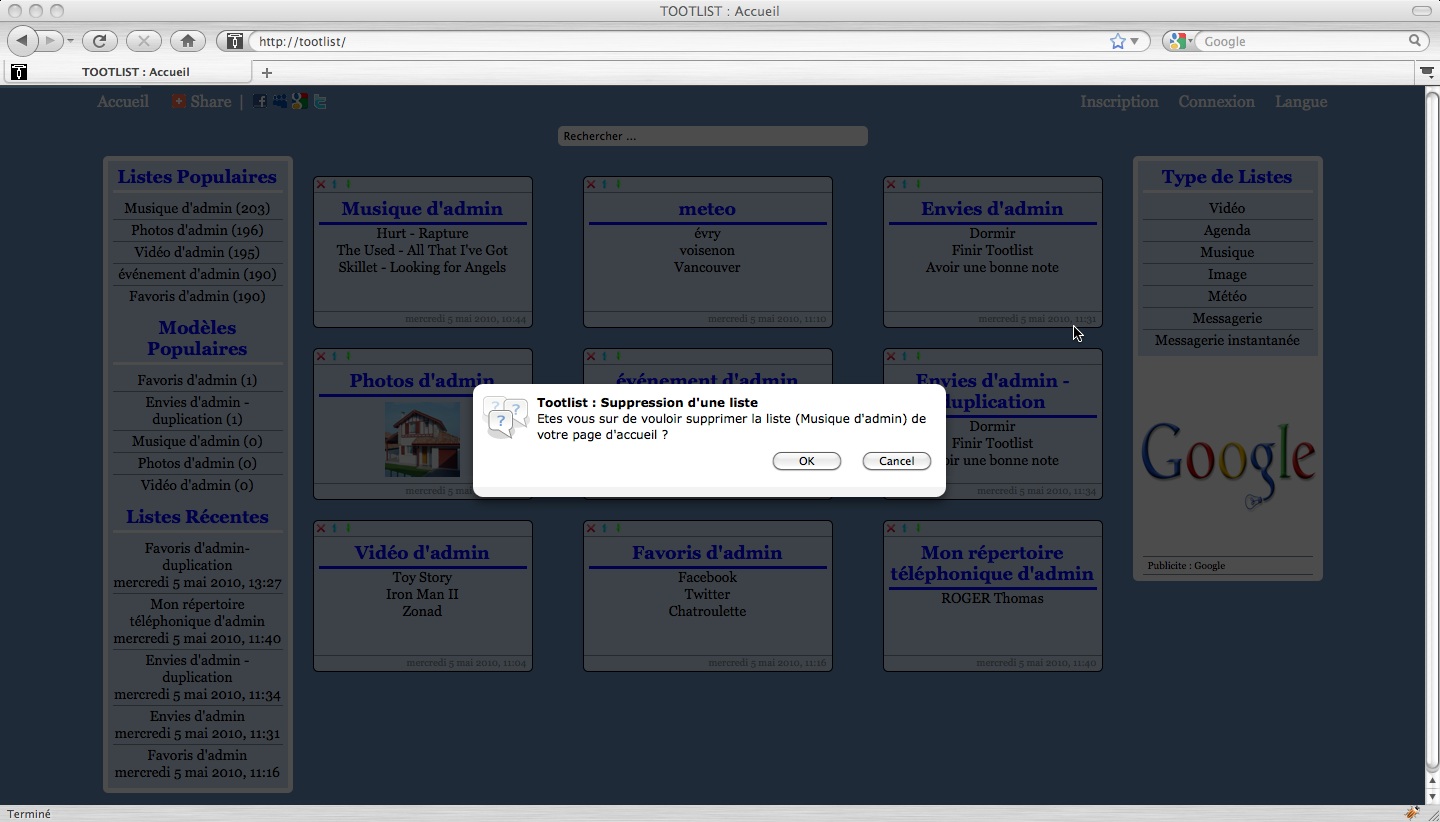 TOOTLIST : Accueil
http://tootlist/
Google
TOOTLIST : Accueil
Accueil
Share |
Inscription Connexion Langue
Rechercher ...
Listes Populaires
Musique d'admin (203)
Photos d'admin (196)
Vidéo d'admin (195)
événement d'admin (190)
Favoris d'admin (190)
Modèles
Populaires
Favoris d'admin (1)
Envies d'admin -
duplication (1)
Musique d'admin (0)
Photos d'admin (0)
Vidéo d'admin (0)
Listes Récentes
Favoris d'admin-
duplication
mercredi 5 mai 2010, 13:27
Mon répertoire
téléphonique d'admin
mercredi 5 mai 2010, 11:40
Envies d'admin -
duplication
mercredi 5 mai 2010, 11:34
Envies d'admin
mercredi 5 mai 2010, 11:31
Favoris d'admin
mercredi 5 mai 2010, 11:16
Musique d'admin
Hurt - Rapture
The Used - All That I've Got
Skillet - Looking for Angels
mercredi 5 mai 2010, 10:44
meteo
évry
voisenon
Vancouver
mercredi 5 mai 2010, 11:10
Envies d'admin
Dormir
Finir Tootlist
Avoir une bonne note
mercredi 5 mai 2010, 11:31
Photos d'admin
mercredi 5 mai
événement d'admin
Envies d'admin -
duplication
Dormir
Finir Tootlist
oir une bonne note
mercredi 5 mai 2010, 11:34
Tootlist : Suppression d'une liste
Etes vous sur de vouloir supprimer la liste (Musique d'admin) de
votre page d'accueil ?
OK
Cancel
Vidéo d'admin
Toy Story
Iron Man II
Zonad
mercredi 5 mai 2010, 11:04
Favoris d'admin
Facebook
Twitter
Chatroulette
mercredi 5 mai 2010, 11:16
Mon répertoire
téléphonique d'admin
ROGER Thomas
mercredi 5 mai 2010, 11:40
Type de Listes
Vidéo
Agenda
Musique
Image
Météo
Messagerie
Messagerie instantanée
Google
Publicite : Google
Terminé